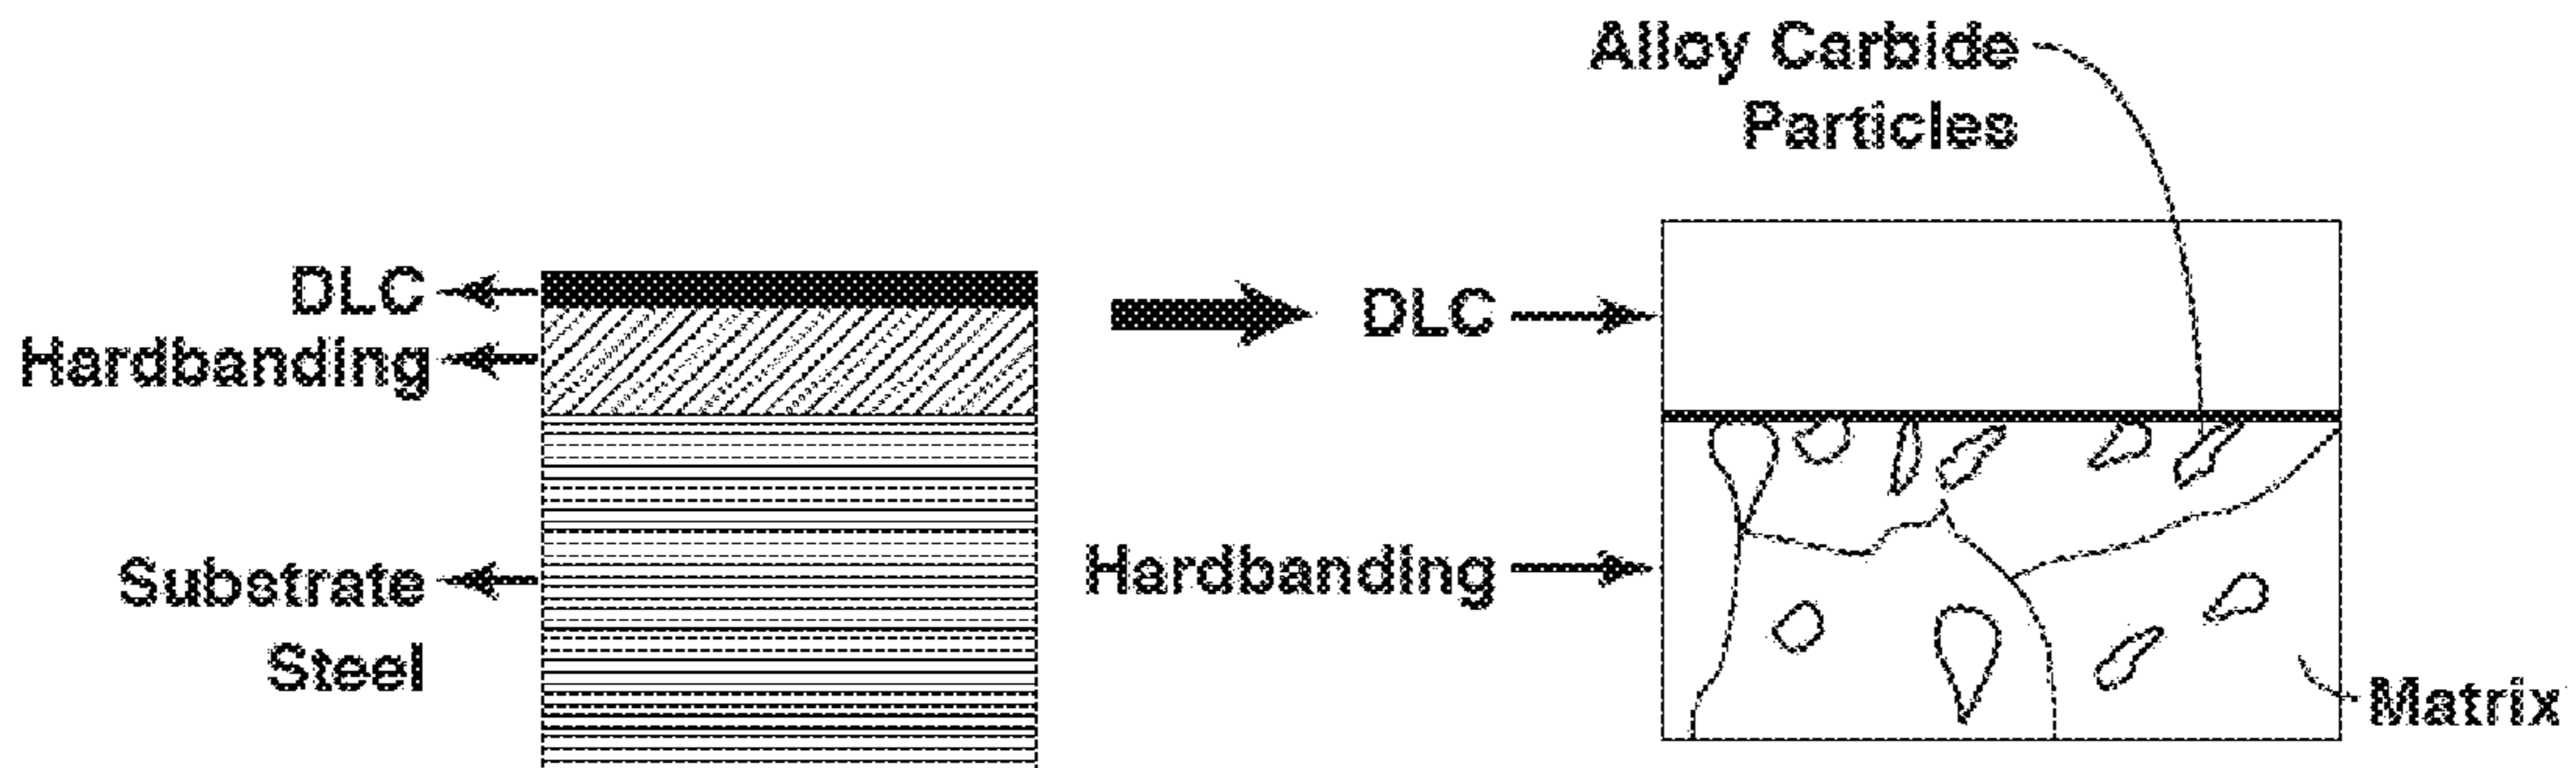 DLC
Hardbanding
Substrate
Steel
Alloy Carbide
Particles
DLC
Hardbanding
Matrix